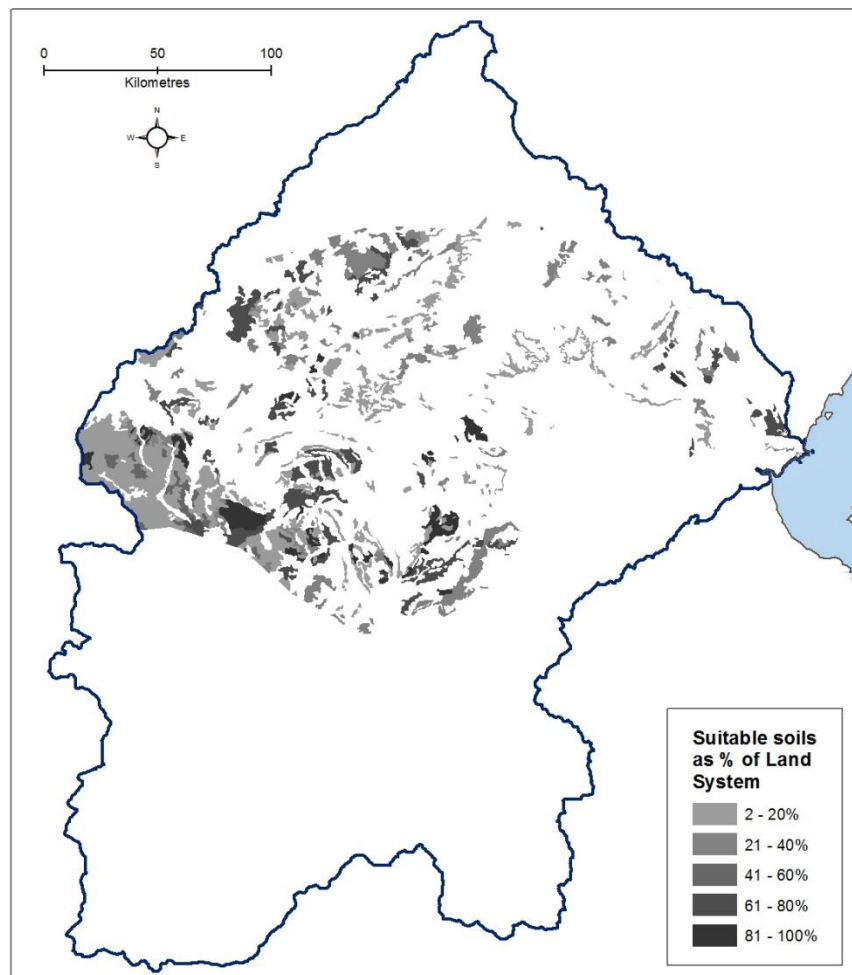 0 50 100
Kilometres
N
W E
S
Suitable soils
as % of Land
System
2 - 20%
21 - 40%
41 - 60%
61 - 80%
81 - 100%